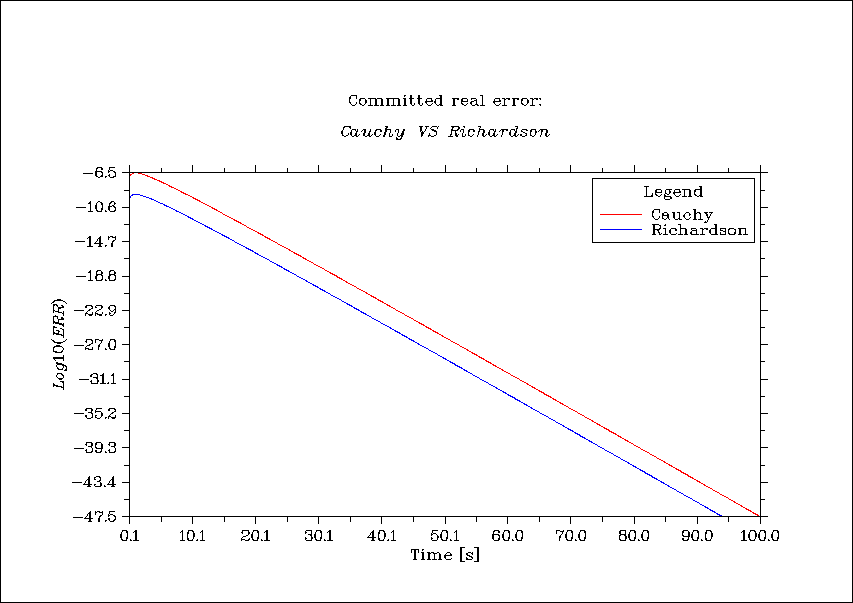 Committed real error:
Cauchy VS Richardson
Legend
Cauchy
Richardson
Log10(ERR)
−6.5
−10.6
−14.7
−18.8
−22.9
−27.0
−31.1
−35.2
−39.3
−43.4
−47.5
0.1 10.1 20.1 30.1 40.1 50.1 60.0 70.0 80.0 90.0 100.0
Time [s]